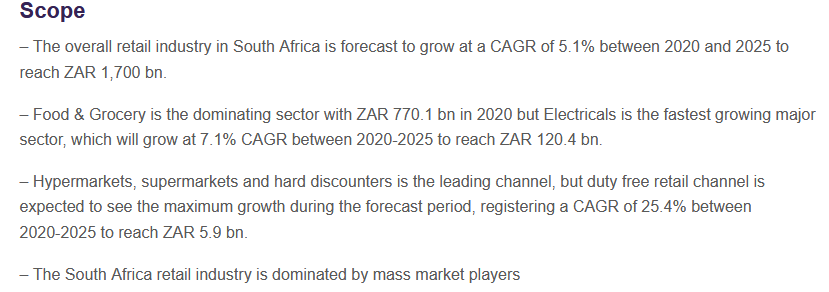 Scope
– The overall retail industry in South Africa is forecast to grow at a CAGR of 5.1% between 2020 and 2025 to
reach ZAR 1,700 bn.
– Food & Grocery is the dominating sector with ZAR 770.1 bn in 2020 but Electricals is the fastest growing major
sector, which will grow at 7.1% CAGR between 2020-2025 to reach ZAR 120.4 bn.
– Hypermarkets, supermarkets and hard discounters is the leading channel, but duty free retail channel is
expected to see the maximum growth during the forecast period, registering a CAGR of 25.4% between
2020-2025 to reach ZAR 5.9 bn.
– The South Africa retail industry is dominated by mass market players